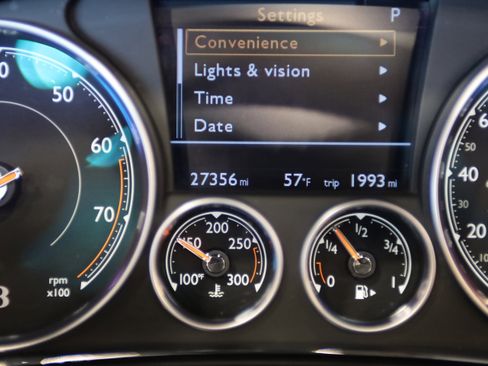 Settings P
Convenience
Lights & vision
Time
Date
27356 mi 57°F trip 1993 mi
50
60
70
rpm
x100
100°F
150
200
250
300
0
1/4
1/2
3/4
1
60
40
20